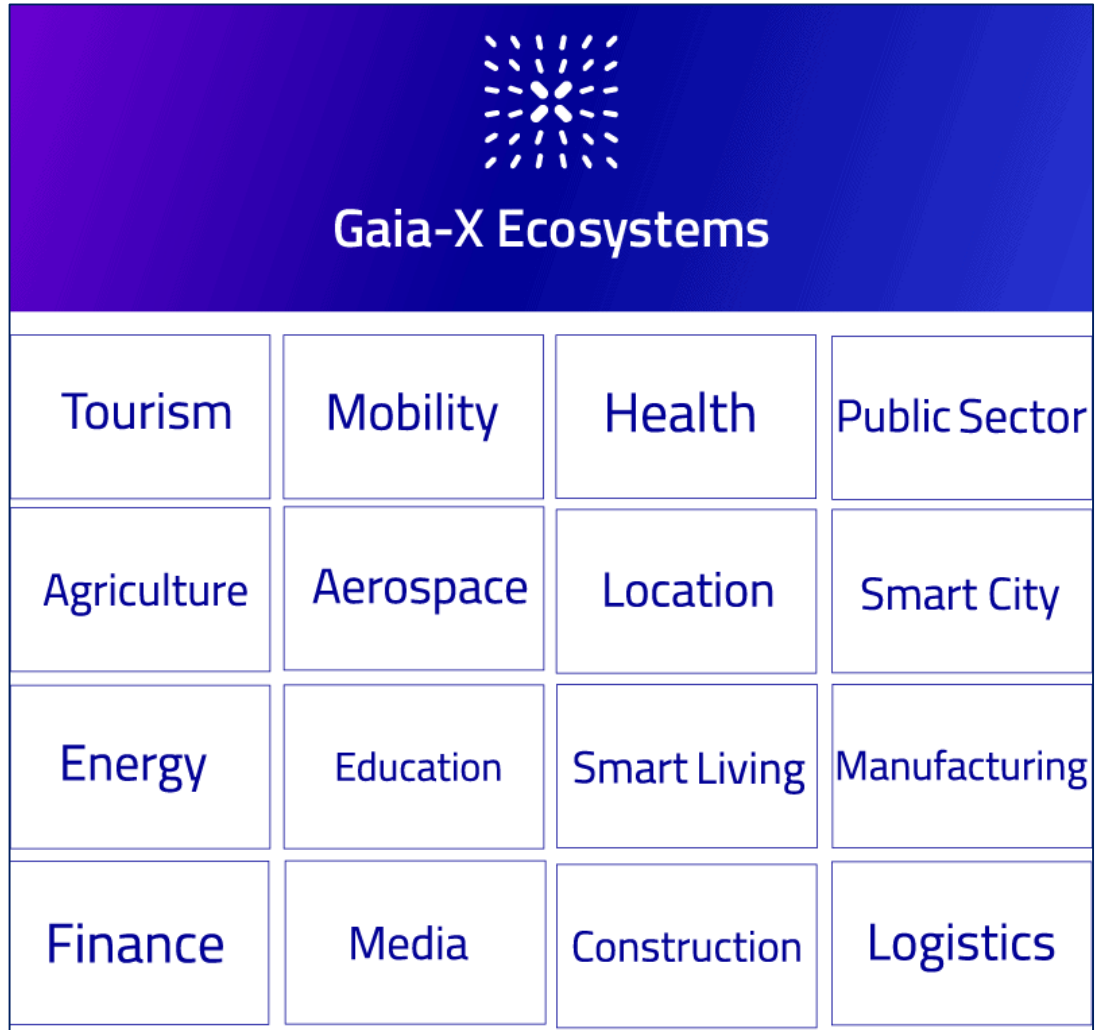 Gaia-X Ecosystems
Tourism
Mobility
Health
Public Sector
Agriculture
Aerospace
Location
Smart City
Energy
Education
Smart Living
Manufacturing
Finance
Media
Construction
Logistics